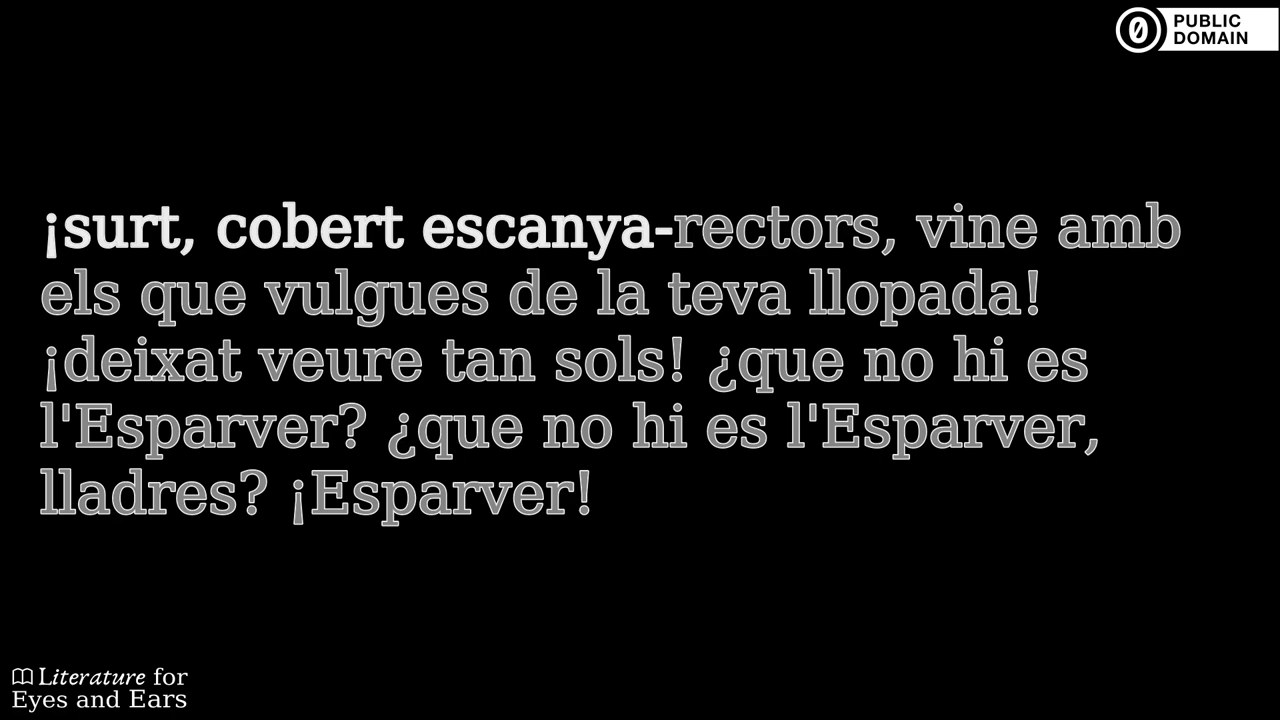 PUBLIC
DOMAIN
¡surt, cobert escanya-rectors, vine amb
els que vulgues de la teva llopada!
¡deixat veure tan sols! ¿que no hi es
l'Esparver? ¿que no hi es l'Esparver,
lladres? ¡Esparver!
Literature for
Eyes and Ears